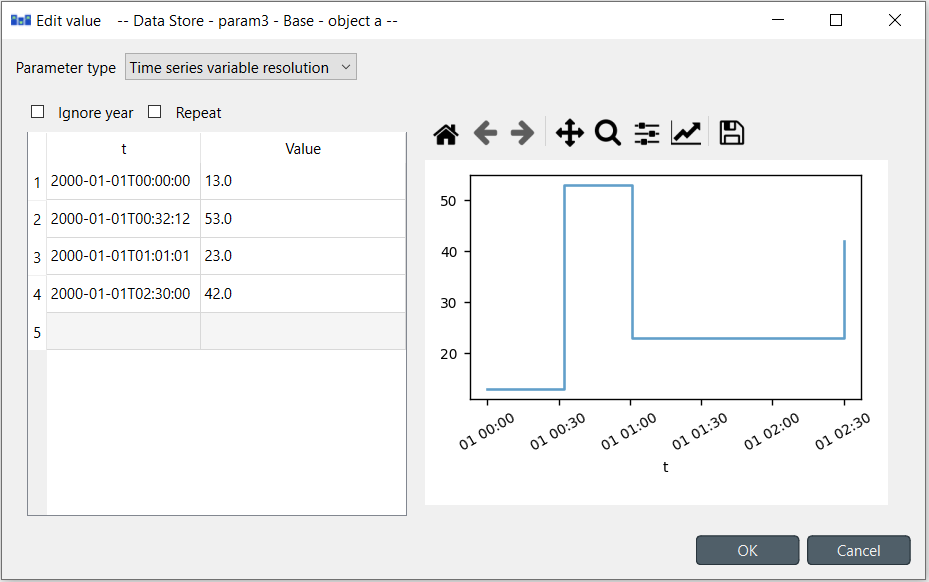 Edit value -- Data Store - param3 - Base - object a --
Parameter type Time series variable resolution
Ignore year Repeat
t Value
1 2000-01-01T00:00:00 13.0
2 2000-01-01T00:32:12 53.0
3 2000-01-01T01:01:01 23.0
4 2000-01-01T02:30:00 42.0
5
50
40
30
20
01 00:00 01 00:30 01 01:00 01 01:30 01 02:00 01 02:30
t
OK Cancel